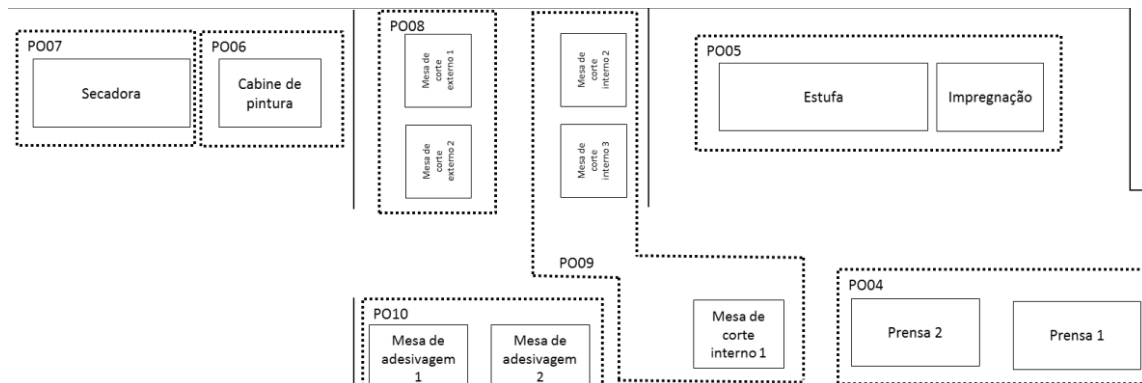 PO07
Secadora
PO06
Cabine de
pintura
PO08
Mesa de
corte
externo 1
Mesa de
corte
externo 2
Mesa de
corte
interno 2
Mesa de
corte
interno 3
PO05
Estufa
Impregnação
PO09
Mesa de
corte
interno 1
PO04
Prensa 2
Prensa 1
PO10
Mesa de
adesivagem
1
Mesa de
adesivagem
2